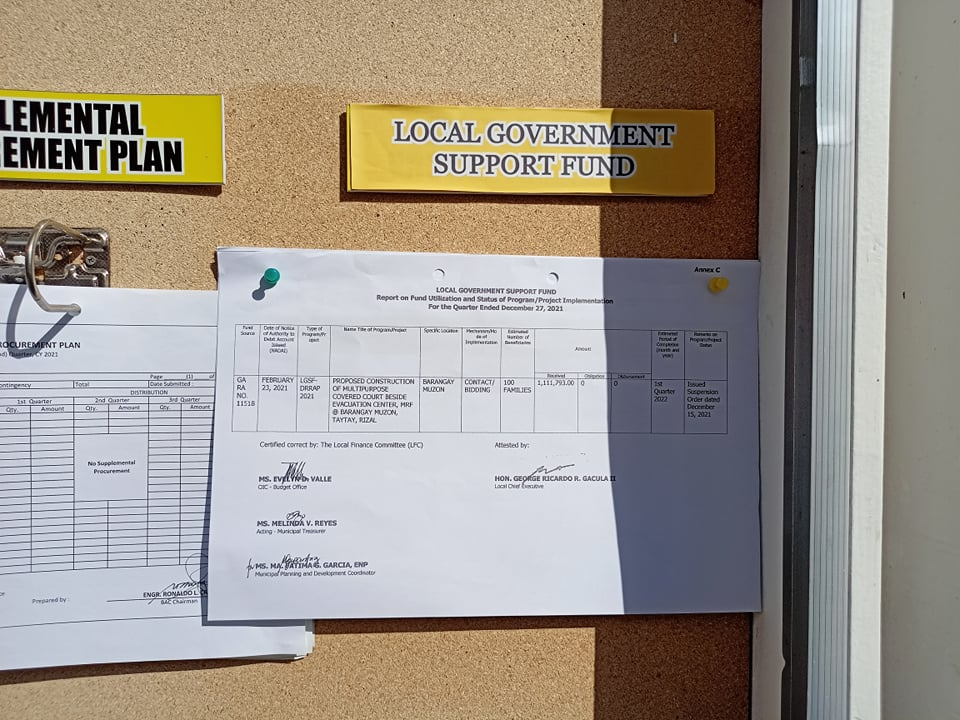 LEMENTAL
EMENT PLAN
LOCAL GOVERNMENT
SUPPORT FUND
Annex C
LOCAL GOVERNMENT SUPPORT FUND
Report on Fund Utilization and Status of Program/Project Implementation
For the Quarter Ended December 27, 2021
Fund Source | Date of Notice of Authority to Debit Account Issued (NADAI) | Type of Program/Project | Name Title of Program/Project | Specific Location | Mechanism/Mode of Implementation | Estimated Number of Beneficiaries | Amount | Estimated Period of Completion (month and year) | Remarks on Program/Project Status
Received | Obligation | Disbursement
GA RA NO. 11518 | FEBRUARY 23, 2021 | LGSF-DRRAP 2021 | PROPOSED CONSTRUCTION OF MULTIPURPOSE COVERED COURT BESIDE EVACUATION CENTER, MRF @ BARANGAY MUZON, TAYTAY, RIZAL | BARANGAY MUZON | CONTACT/BIDDING | 100 FAMILIES | 1,111,793.00 | 0 | 0 | 1st Quarter 2022 | Issued Suspension Order dated December 15, 2021
Certified correct by: The Local Finance Committee (LFC)
Attested by:
MS. EVELYN D. VALLE
OIC - Budget Office
HON. GEORGE RICARDO R. GACULA II
Local Chief Executive
MS. MELINDA V. REYES
Acting - Municipal Treasurer
MS. MA. FATIMA G. GARCIA, ENP
Municipal Planning and Development Coordinator
ROCUREMENT PLAN
Quarter, CY 2021
Page (1) of
ontingency | Total | Date Submitted
DISTRIBUTION
1st Quarter | 2nd Quarter | 3rd Quarter
Qty. | Amount | Qty. | Amount | Qty. | Amount
No Supplemental
Procurement
Prepared by :
ENGR. RONALDO L.
BAC Chairman